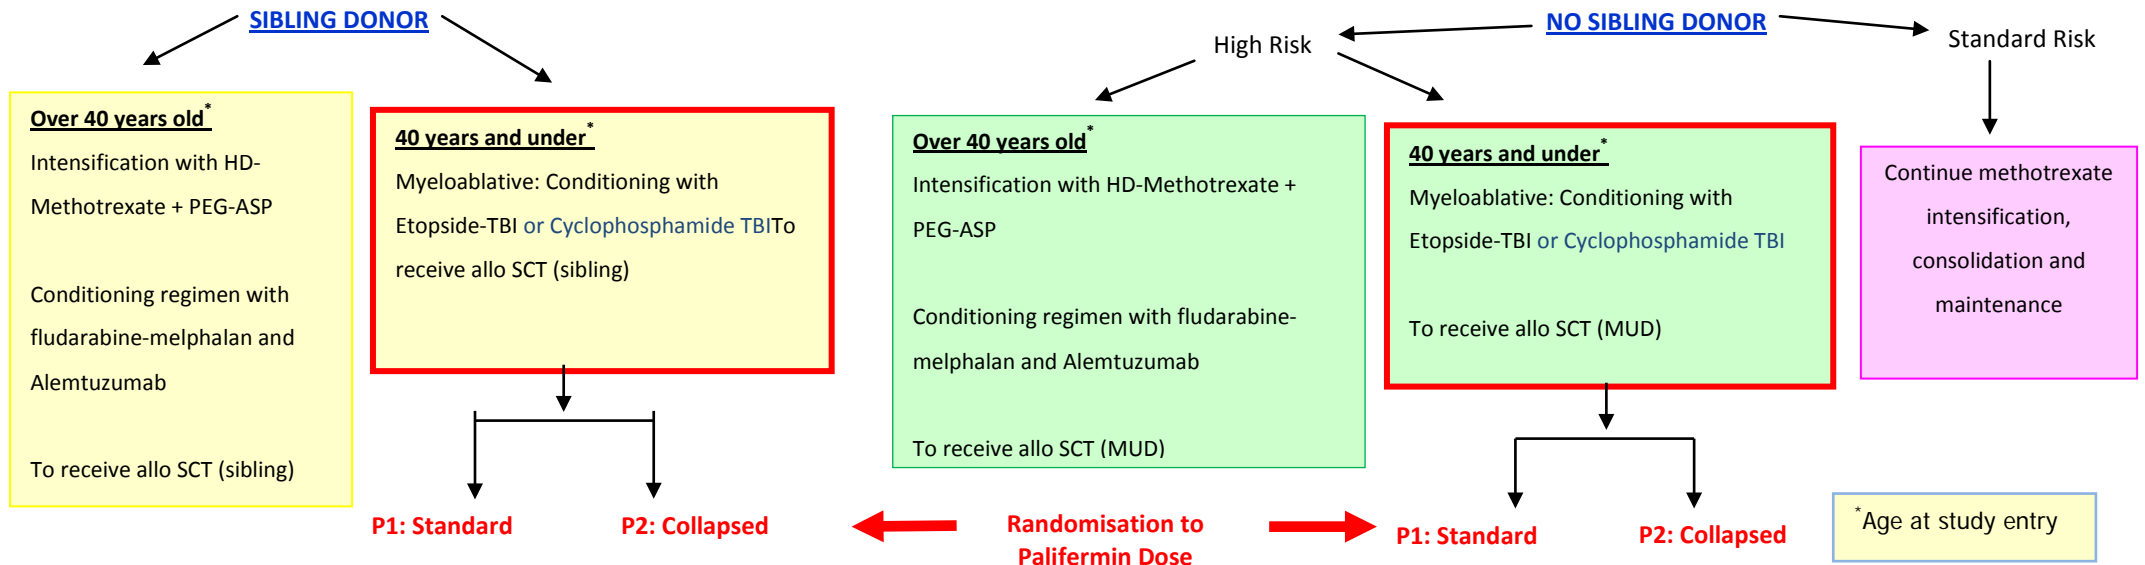 SIBLING DONOR
Over 40 years old*
Intensification with HD-
Methotrexate + PEG-ASP
Conditioning regimen with
fludarabine-melphalan and
Alemtuzumab
To receive allo SCT (sibling)
40 years and under*
Myeloablative: Conditioning with
Etopside-TBI or Cyclophosphamide TBITo
receive allo SCT (sibling)
P1: Standard
P2: Collapsed
Randomisation to
Palifermin Dose
NO SIBLING DONOR
High Risk
Standard Risk
Over 40 years old*
Intensification with HD-Methotrexate +
PEG-ASP
Conditioning regimen with fludarabine-
melphalan and Alemtuzumab
To receive allo SCT (MUD)
40 years and under*
Myeloablative: Conditioning with
Etopside-TBI or Cyclophosphamide TBI
To receive allo SCT (MUD)
P1: Standard
P2: Collapsed
Continue methotrexate
intensification,
consolidation and
maintenance
*Age at study entry